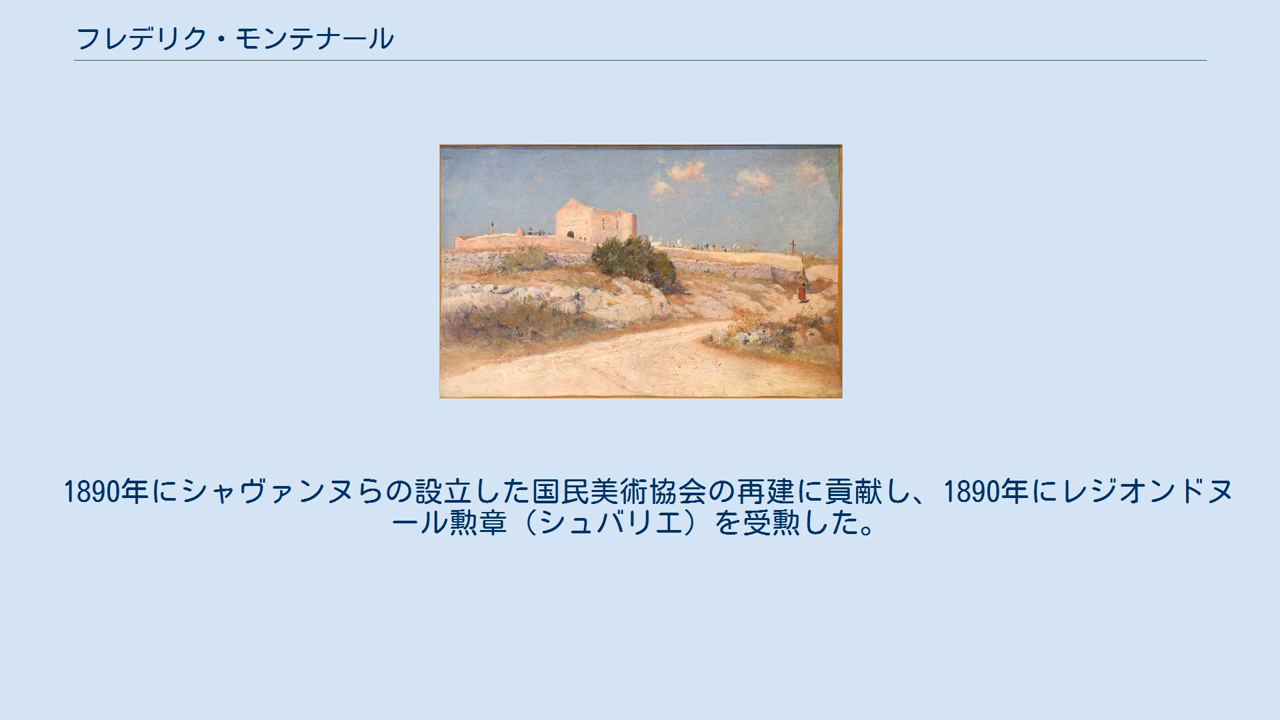 フレデリク・モンテナール
1890年にシャヴァンヌらの設立した国民美術協会の再建に貢献し、1890年にレジオンドヌ
ール勲章（シュバリエ）を受勲した。